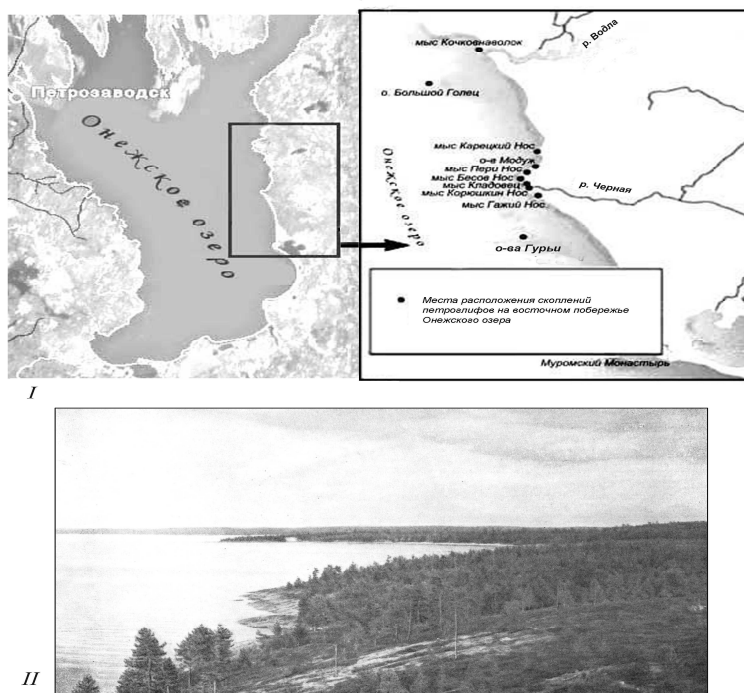 Петрозаводск
Онежское озеро
мыс Кочковнаволок
р. Водла
о. Большой Голец
мыс Карецкий Нос
о-в Модуж
мыс Пери Нос
мыс Бесов Нос
мыс Кладовец
мыс Корюшкин Нос
мыс Гажий Нос
р. Черная
Онежское озеро
о-ва Гурьи
Места расположения скоплений
петроглифов на восточном побережье
Онежского озера
Муромский Монастырь
I
II